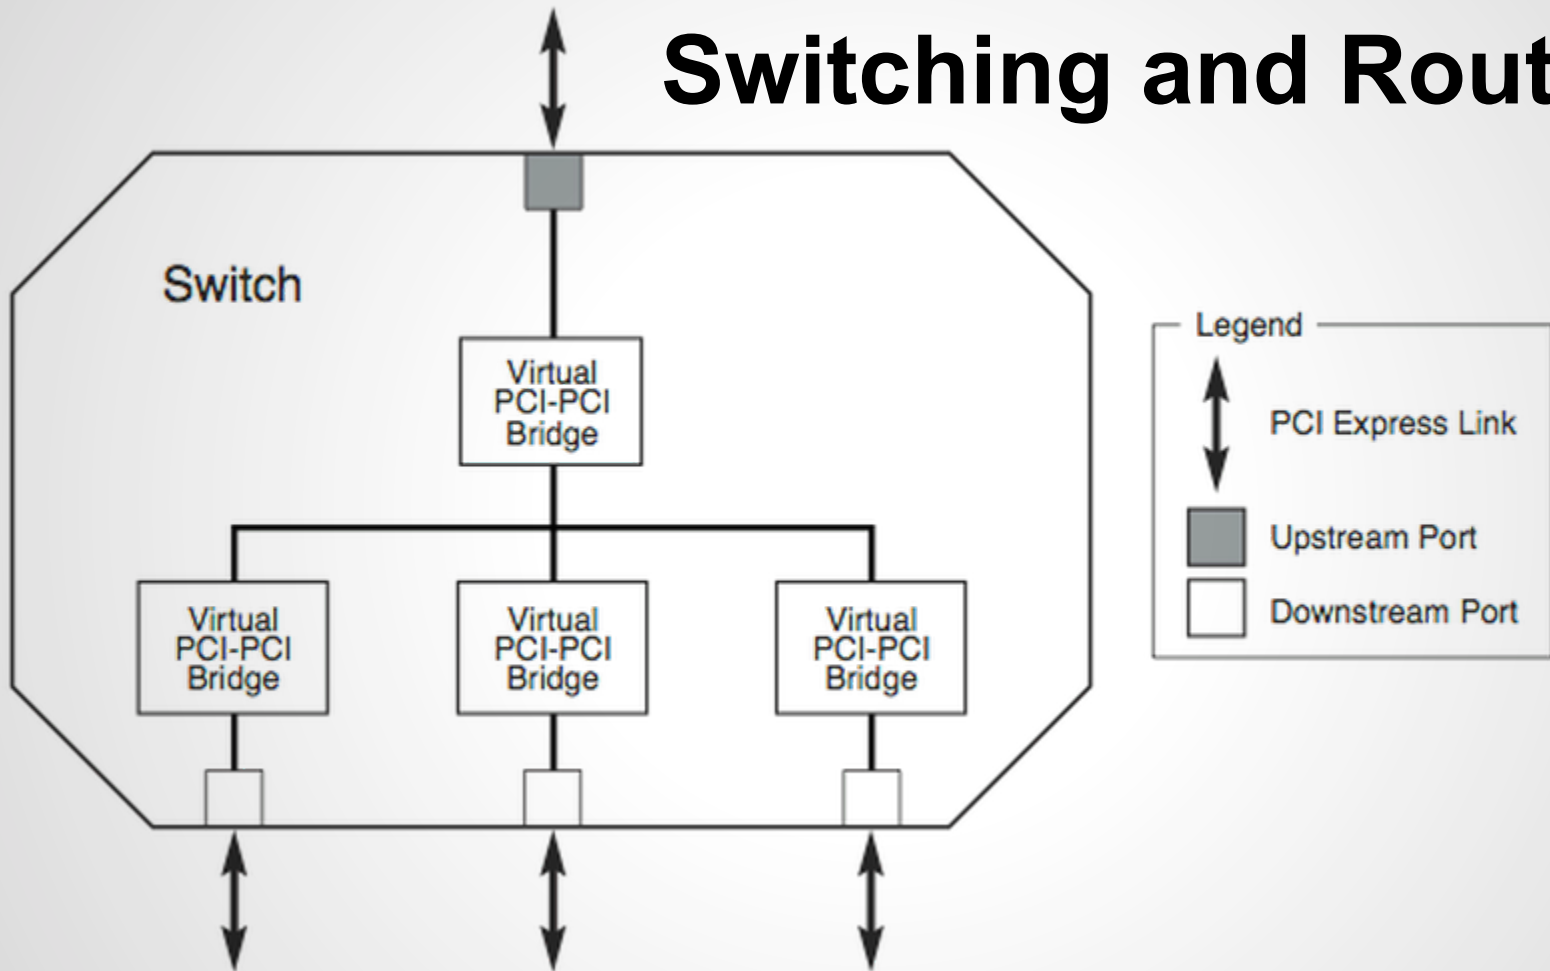 Switching and Rout
Switch
Virtual
PCI-PCI
Bridge
Virtual
PCI-PCI
Bridge
Virtual
PCI-PCI
Bridge
Virtual
PCI-PCI
Bridge
Legend
PCI Express Link
Upstream Port
Downstream Port